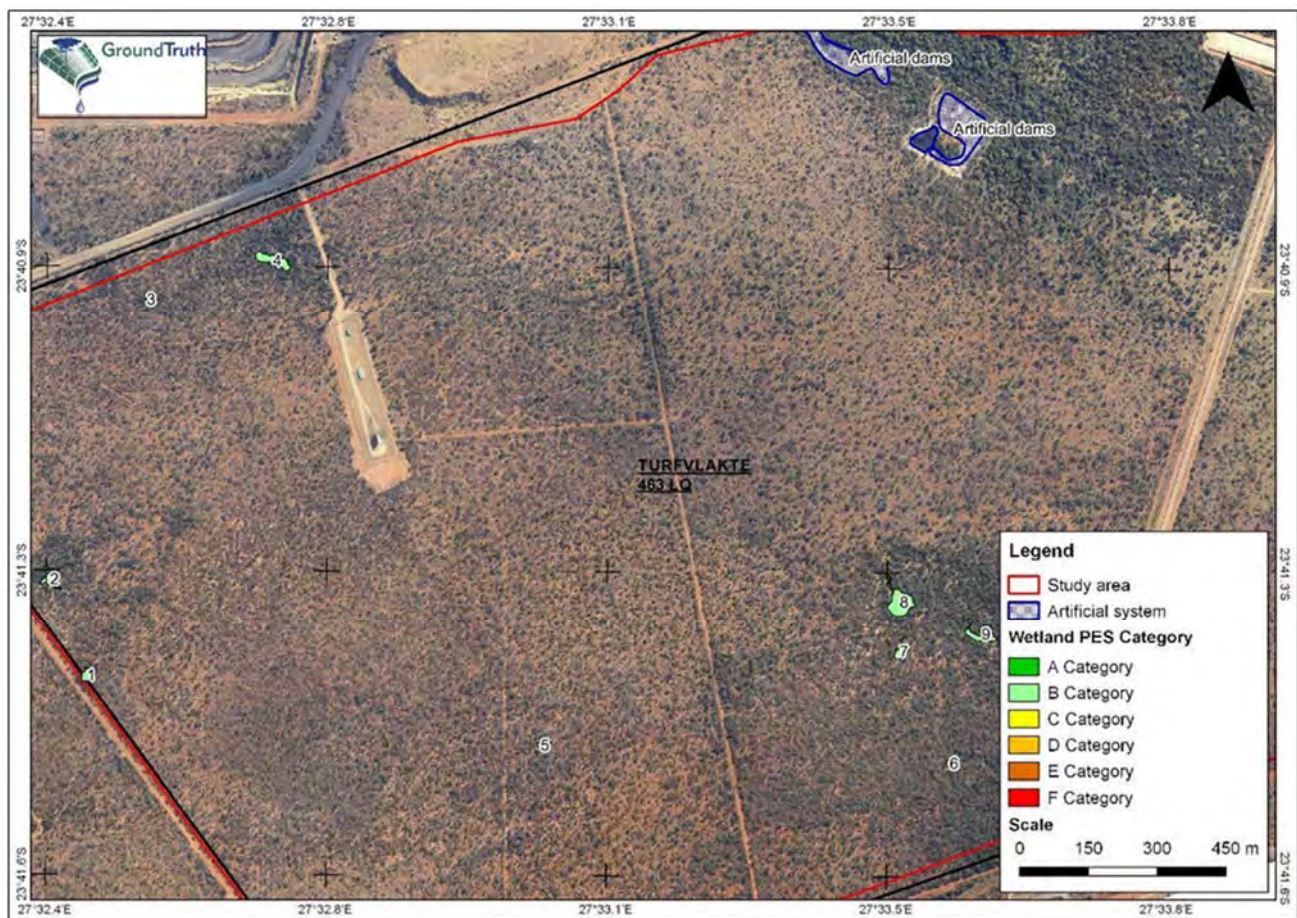 27°32.4'E 27°32.8'E 27°33.1'E 27°33.5'E 27°33.8'E
GroundTruth
Artificial dams
Artificial dams
23°40.9'S
23°40.9'S
4
3
TURFVLAKTE
463 LQ
23°41.3'S
23°41.3'S
2
8
9
7
1
5
6
Legend
Study area
Artificial system
Wetland PES Category
A Category
B Category
C Category
D Category
E Category
F Category
Scale
0 150 300 450 m
23°41.6'S
23°41.6'S
27°32.4'E 27°32.8'E 27°33.1'E 27°33.5'E 27°33.8'E